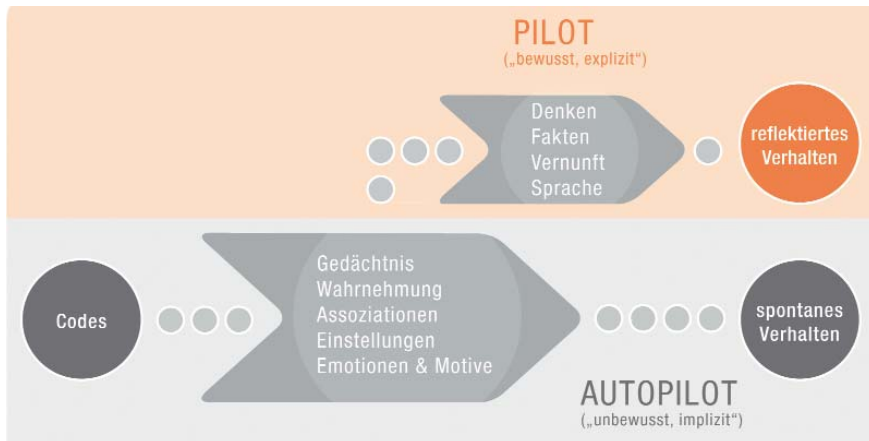 PILOT
(„bewusst, explizit“)
Denken
Fakten
Vernunft
Sprache
reflektiertes
Verhalten
Codes
Gedächtnis
Wahrnehmung
Assoziationen
Einstellungen
Emotionen & Motive
spontanes
Verhalten
AUTOPILOT
(„unbewusst, implizit“)